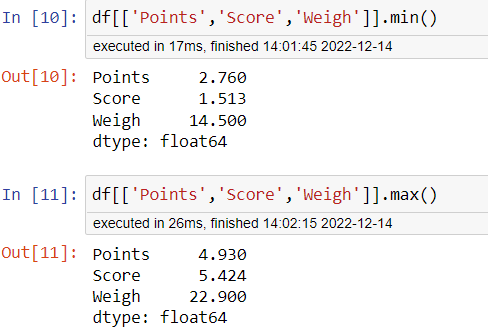 In [10]: df[['Points','Score','Weigh']].min()
executed in 17ms, finished 14:01:45 2022-12-14
Out[10]: Points 2.760
Score 1.513
Weigh 14.500
dtype: float64
In [11]: df[['Points','Score','Weigh']].max()
executed in 26ms, finished 14:02:15 2022-12-14
Out[11]: Points 4.930
Score 5.424
Weigh 22.900
dtype: float64